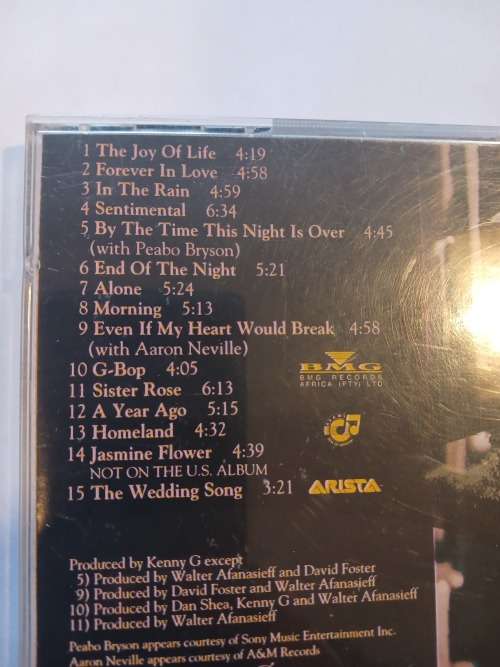 1 The Joy Of Life 4:19
2 Forever In Love 4:58
3 In The Rain 4:59
4 Sentimental 6:34
5 By The Time This Night Is Over 4:45
(with Peabo Bryson)
6 End Of The Night 5:21
7 Alone 5:24
8 Morning 5:13
9 Even If My Heart Would Break 4:58
(with Aaron Neville)
10 G-Bop 4:05
11 Sister Rose 6:13
12 A Year Ago 5:15
13 Homeland 4:32
14 Jasmine Flower 4:39
NOT ON THE U.S. ALBUM
15 The Wedding Song 3:21
BMG
BMG RECORDS
AFRICA (PTY) LTD
ARISTA
Produced by Kenny G except
5) Produced by Walter Afanasieff and David Foster
9) Produced by David Foster and Walter Afanasieff
10) Produced by Dan Shea, Kenny G and Walter Afanasieff
11) Produced by Walter Afanasieff
Peabo Bryson appears courtesy of Sony Music Entertainment Inc.
Aaron Neville appears courtesy of A&M Records